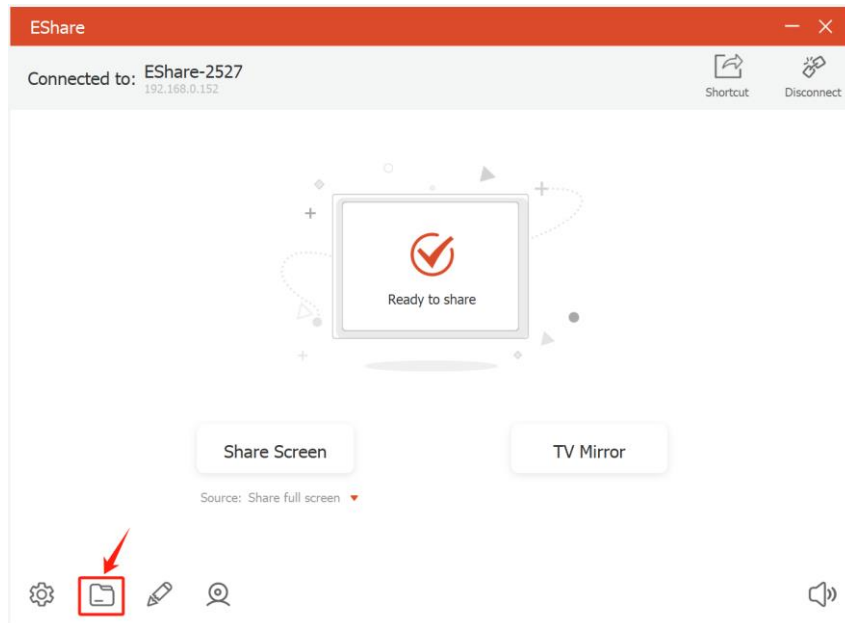 EShare
Connected to: EShare-2527
192.168.0.152
Shortcut
Disconnect
Ready to share
Share Screen
TV Mirror
Source: Share full screen